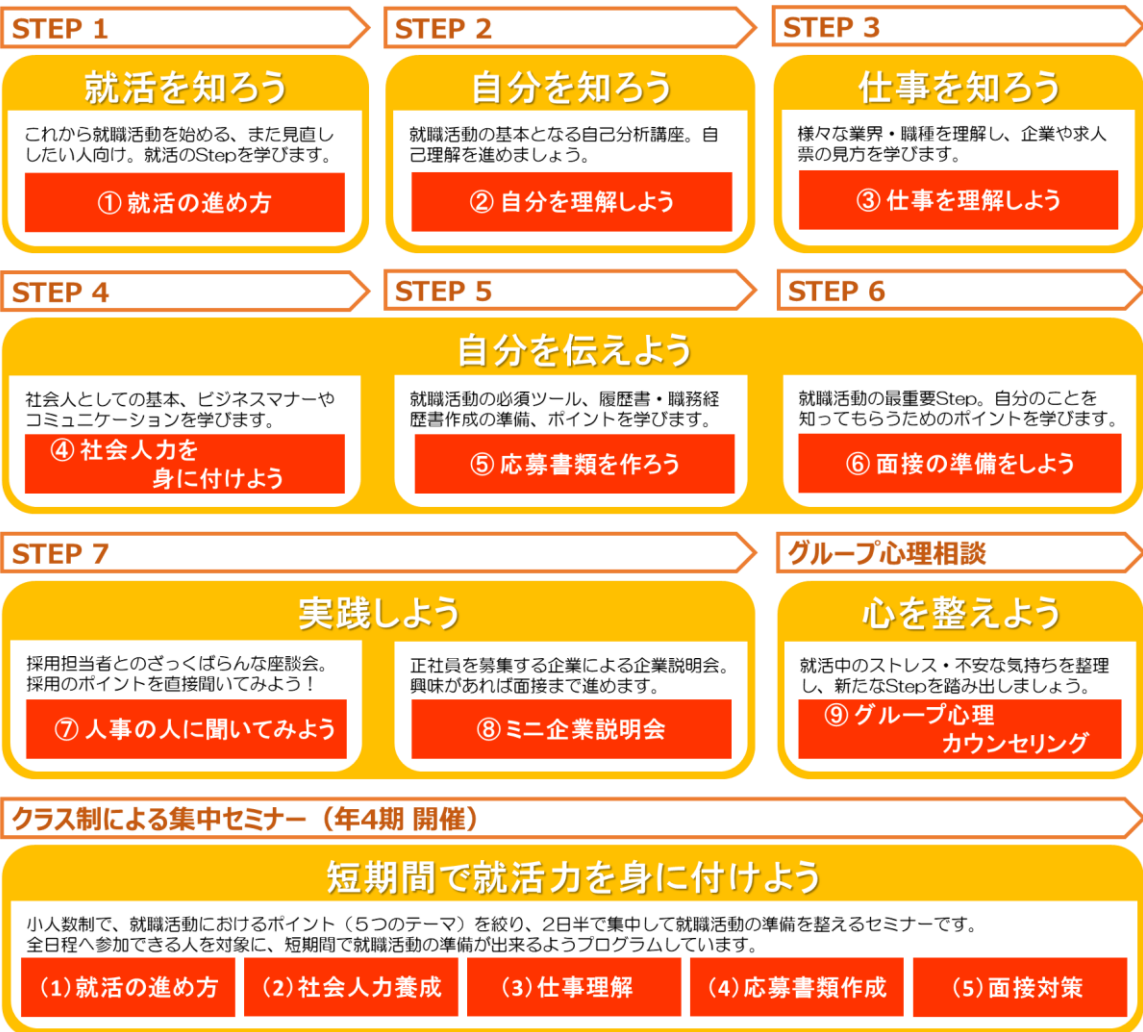 STEP 1
就活を知ろう
これから就職活動を始める、また見直し
したい人向け。就活のStepを学びます。
① 就活の進め方
STEP 2
自分を知ろう
就職活動の基本となる自己分析講座。自
己理解を進めましょう。
② 自分を理解しよう
STEP 3
仕事を知ろう
様々な業界・職種を理解し、企業や求人
票の見方を学びます。
③ 仕事を理解しよう
STEP 4
STEP 5
STEP 6
自分を伝えよう
社会人としての基本、ビジネスマナーや
コミュニケーションを学びます。
④ 社会人力を
身に付けよう
就職活動の必須ツール、履歴書・職務経
歴書作成の準備、ポイントを学びます。
⑤ 応募書類を作ろう
就職活動の最重要Step。自分のことを
知ってもらうためのポイントを学びます。
⑥ 面接の準備をしよう
STEP 7
実践しよう
採用担当者とのざっくばらんな座談会。
採用のポイントを直接聞いてみよう！
⑦ 人事の人に聞いてみよう
正社員を募集する企業による企業説明会。
興味があれば面接まで進めます。
⑧ ミニ企業説明会
グループ心理相談
心を整えよう
就活中のストレス・不安な気持ちを整理
し、新たなStepを踏み出しましょう。
⑨ グループ心理
カウンセリング
クラス制による集中セミナー（年4期 開催）
短期間で就活力を身に付けよう
小人数制で、就職活動におけるポイント（５つのテーマ）を絞り、2日半で集中して就職活動の準備を整えるセミナーです。
全日程へ参加できる人を対象に、短期間で就職活動の準備が出来るようプログラムしています。
（1）就活の進め方
（2）社会人力養成
（3）仕事理解
（4）応募書類作成
（5）面接対策